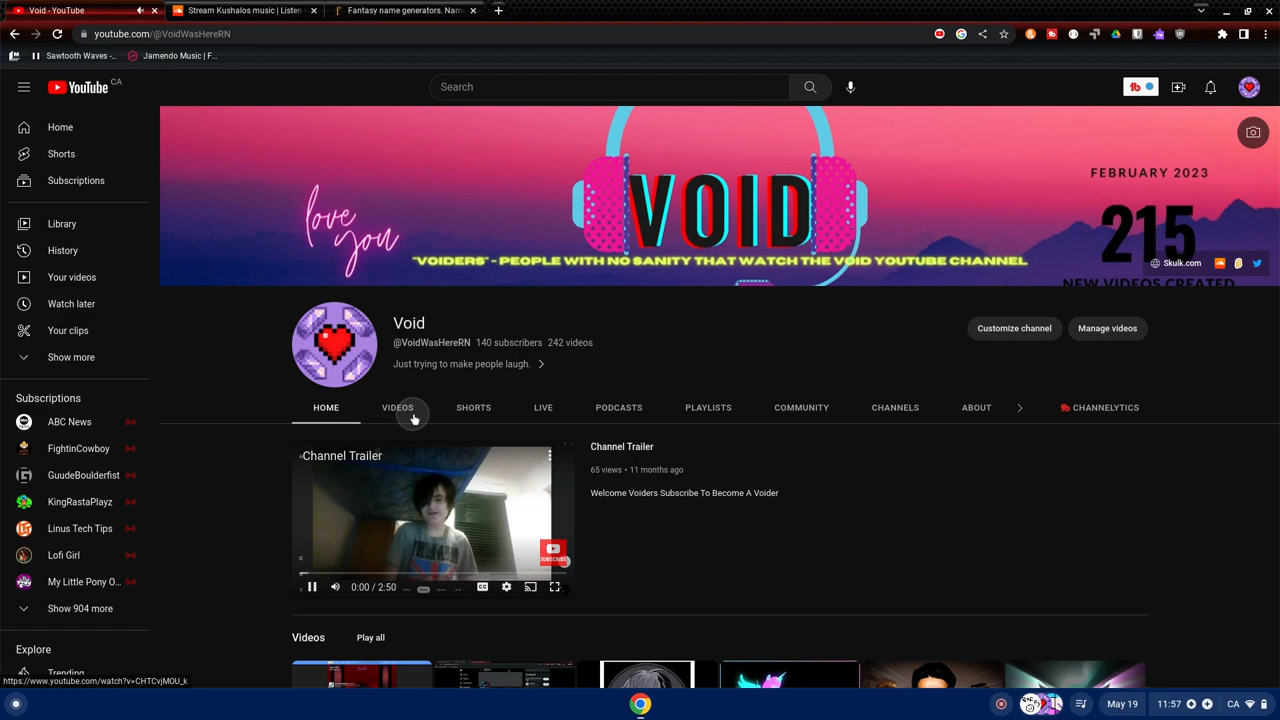 Void - YouTube
Stream Kushalos music | Listen
Fantasy name generators. Nam
youtube.com/@VoidWasHereRN
Sawtooth Waves -...
Jamendo Music | F...
YouTube CA
Search
Home
Shorts
Subscriptions
Library
History
Your videos
Watch later
Your clips
Show more
Subscriptions
ABC News
FightinCowboy
GuudeBoulderfist
KingRastaPlayz
Linus Tech Tips
Lofi Girl
My Little Pony O...
Show 904 more
Explore
Trending
https://www.youtube.com/watch?v=CHTCvjMOU_k
love you
VOID
"VOIDERS" - PEOPLE WITH NO SANITY THAT WATCH THE VOID YOUTUBE CHANNEL
FEBRUARY 2023
215
NEW VIDEOS CREATED
Skulk.com
Void
@VoidWasHereRN 140 subscribers 242 videos
Just trying to make people laugh.
Customize channel
Manage videos
HOME VIDEOS SHORTS LIVE PODCASTS PLAYLISTS COMMUNITY CHANNELS ABOUT CHANNELYTICS
Channel Trailer
SUBSCRIBE
0:00 / 2:50
Channel Trailer
65 views • 11 months ago
Welcome Voiders Subscribe To Become A Voider
Videos
Play all
May 19
11:57
CA